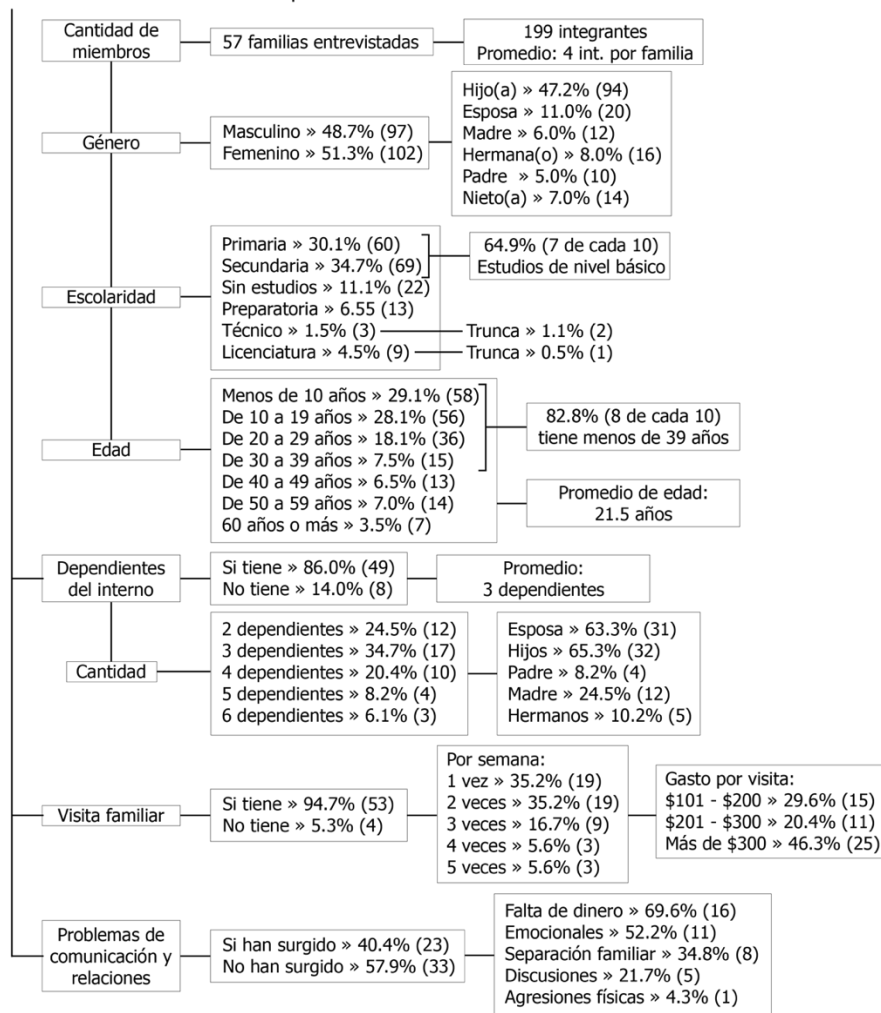 Cantidad de
miembros
57 familias entrevistadas
199 integrantes
Promedio: 4 int. por familia
Género
Masculino » 48.7% (97)
Femenino » 51.3% (102)
Hijo(a) » 47.2% (94)
Esposa » 11.0% (20)
Madre » 6.0% (12)
Hermana(o) » 8.0% (16)
Padre » 5.0% (10)
Nieto(a) » 7.0% (14)
Escolaridad
Primaria » 30.1% (60)
Secundaria » 34.7% (69)
Sin estudios » 11.1% (22)
Preparatoria » 6.55 (13)
Técnico » 1.5% (3)
Licenciatura » 4.5% (9)
64.9% (7 de cada 10)
Estudios de nivel básico
Trunca » 1.1% (2)
Trunca » 0.5% (1)
Edad
Menos de 10 años » 29.1% (58)
De 10 a 19 años » 28.1% (56)
De 20 a 29 años » 18.1% (36)
De 30 a 39 años » 7.5% (15)
De 40 a 49 años » 6.5% (13)
De 50 a 59 años » 7.0% (14)
60 años o más » 3.5% (7)
82.8% (8 de cada 10)
tiene menos de 39 años
Promedio de edad:
21.5 años
Dependientes
del interno
Si tiene » 86.0% (49)
No tiene » 14.0% (8)
Promedio:
3 dependientes
Cantidad
2 dependientes » 24.5% (12)
3 dependientes » 34.7% (17)
4 dependientes » 20.4% (10)
5 dependientes » 8.2% (4)
6 dependientes » 6.1% (3)
Esposa » 63.3% (31)
Hijos » 65.3% (32)
Padre » 8.2% (4)
Madre » 24.5% (12)
Hermanos » 10.2% (5)
Visita familiar
Si tiene » 94.7% (53)
No tiene » 5.3% (4)
Por semana:
1 vez » 35.2% (19)
2 veces » 35.2% (19)
3 veces » 16.7% (9)
4 veces » 5.6% (3)
5 veces » 5.6% (3)
Gasto por visita:
$101 - $200 » 29.6% (15)
$201 - $300 » 20.4% (11)
Más de $300 » 46.3% (25)
Problemas de
comunicación y
relaciones
Si han surgido » 40.4% (23)
No han surgido » 57.9% (33)
Falta de dinero » 69.6% (16)
Emocionales » 52.2% (11)
Separación familiar » 34.8% (8)
Discusiones » 21.7% (5)
Agresiones físicas » 4.3% (1)